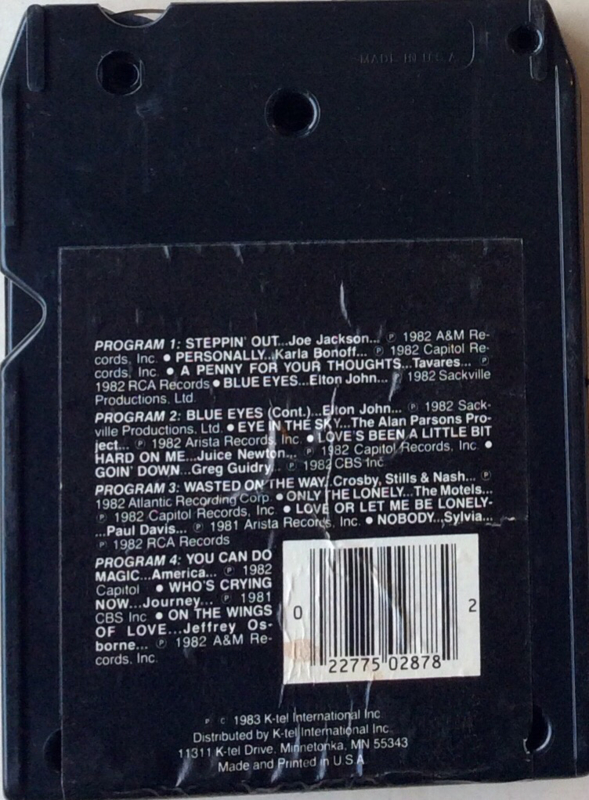 MADE IN U.S.A.
PROGRAM 1: STEPPIN' OUT...Joe Jackson... ℗ 1982 A&M Re-
cords, Inc. ● PERSONALLY...Karla Bonoff... ℗ 1982 Capitol Re-
cords, Inc. ● A PENNY FOR YOUR THOUGHTS...Tavares... ℗
1982 RCA Records ● BLUE EYES...Elton John... ℗ 1982 Sackville
Productions, Ltd
PROGRAM 2: BLUE EYES (Cont.)...Elton John... ℗ 1982 Sack-
ville Productions, Ltd. ● EYE IN THE SKY...The Alan Parsons Pro-
ject... ℗ 1982 Arista Records, Inc. ● LOVE'S BEEN A LITTLE BIT
HARD ON ME...Juice Newton... ℗ 1982 Capitol Records, Inc. ●
GOIN' DOWN...Greg Guidry... ℗ 1982 CBS Inc
PROGRAM 3: WASTED ON THE WAY, Crosby, Stills & Nash... ℗
1982 Atlantic Recording Corp. ● ONLY THE LONELY...The Motels...
℗ 1982 Capitol Records, Inc. ● LOVE OR LET ME BE LONELY-
...Paul Davis... ℗ 1981 Arista Records, Inc. ● NOBODY...Sylvia...
℗ 1982 RCA Records
PROGRAM 4: YOU CAN DO
MAGIC...America... ℗ 1982
Capitol ● WHO'S CRYING
NOW...Journey... ℗ 1981
CBS Inc ● ON THE WINGS
OF LOVE...Jeffrey Os-
borne... ℗ 1982 A&M Re-
cords, Inc.
0 22775 02878 2
℗ © 1983 K-tel International Inc
Distributed by K-tel International Inc.
11311 K-tel Drive, Minnetonka, MN 55343
Made and Printed in U.S.A